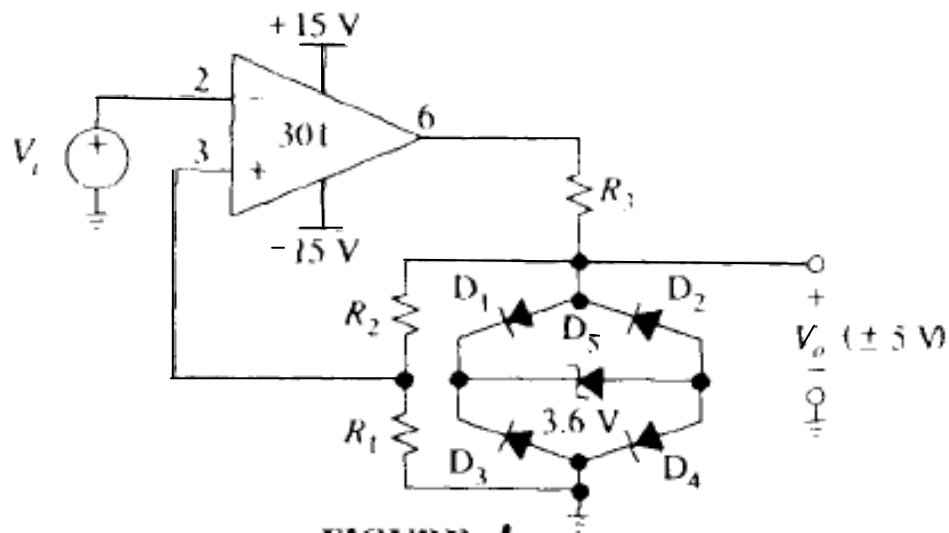 +15 V
2
−
301
6
V_i
+
3
+
−15 V
R_3
R_2
D_1
D_2
D_5
+
V_o (± 5 V)
−
3.6 V
R_1
D_3
D_4